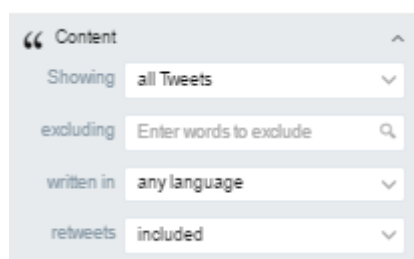 “ Content
Showing all Tweets
excluding Enter words to exclude
written in any language
retweets included